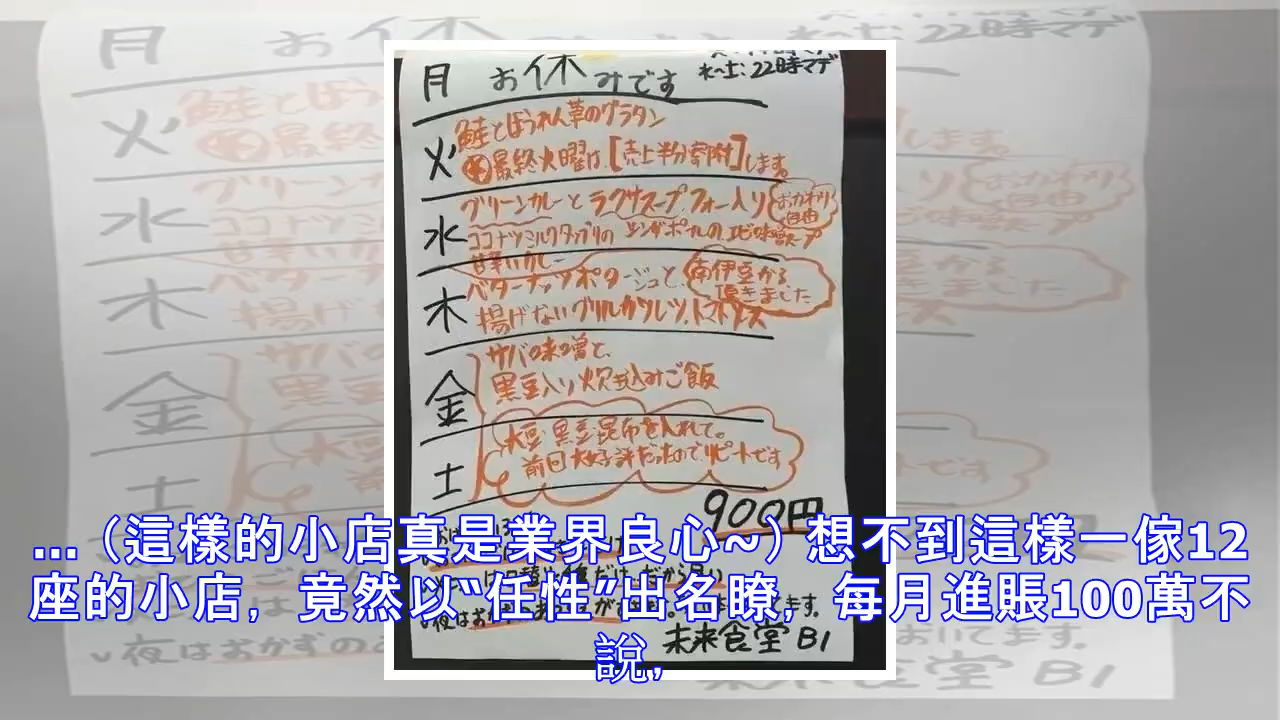 月 お休みです
水〜土:22時マデ
火 鮭とほうれん草のグラタン
最終火曜は、[売上半分寄附]します。
水 グリーンカレーとラクサスープ.フォー入り
おかわり自由
ココナツミルクタップリの シンガポールの、エビ味噌スープ
甘辛いカレー
木 バターナッツポタージュと、
南伊豆から
頂きました
揚げないグリルカツレツ.トマトソース
金 サバ味噌と、
黒豆入り炊き込みご飯
土 大豆・黒豆・昆布を入れて。
前回大好評だったのでリピートです
900円
...（這樣的小店真是業界良心~）想不到這樣一傢12
座的小店，竟然以“任性”出名瞭，每月進賬100萬不
說，
未来食堂 B1